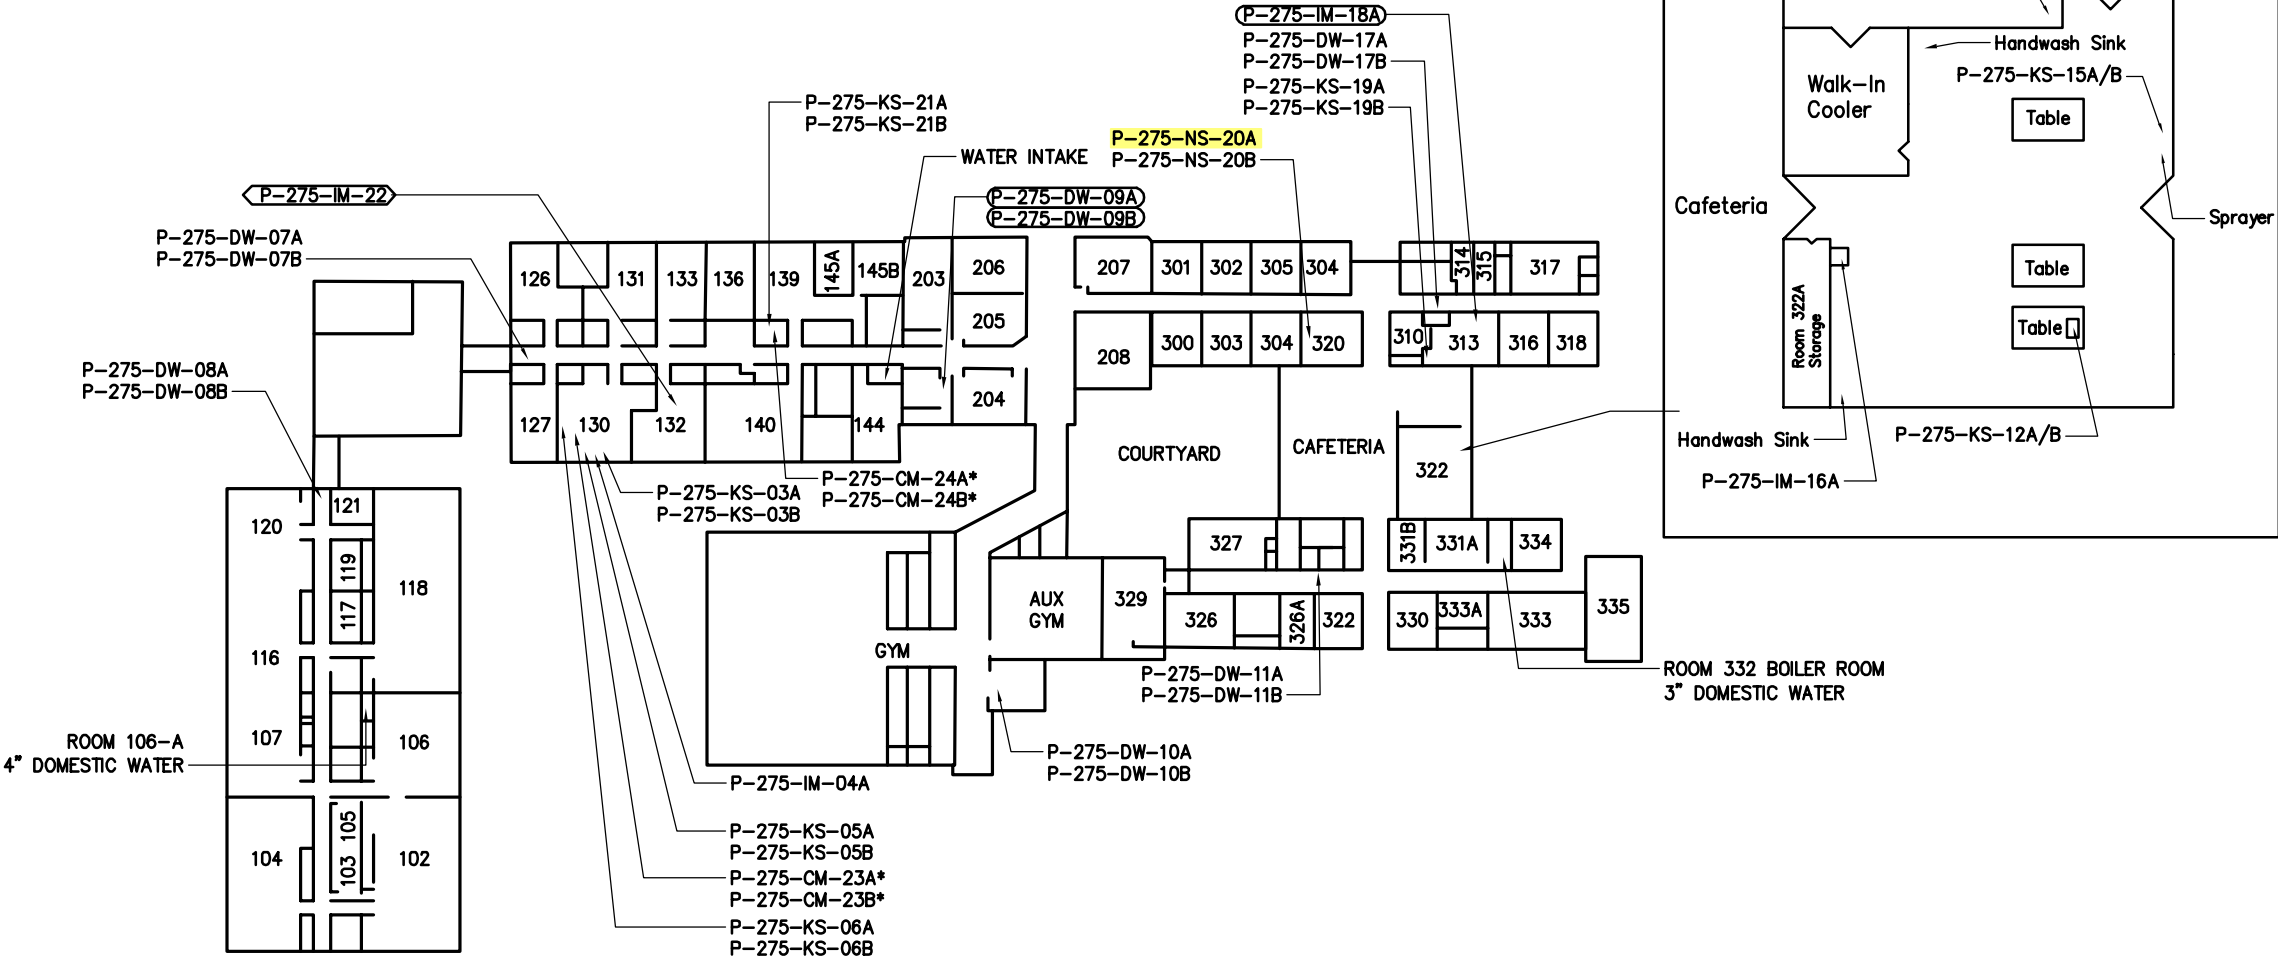 P-275-IM-18A
P-275-DW-17A
P-275-DW-17B
P-275-KS-19A
P-275-KS-19B
P-275-KS-21A
P-275-KS-21B
P-275-NS-20A
P-275-NS-20B
WATER INTAKE
P-275-IM-22
P-275-DW-09A
P-275-DW-09B
P-275-DW-07A
P-275-DW-07B
P-275-DW-08A
P-275-DW-08B
126
131
133
136
139
145A
145B
203
206
205
207
301
302
305
304
314
315
317
208
300
303
304
320
310
313
316
318
127
130
132
140
144
204
COURTYARD
CAFETERIA
322
P-275-CM-24A*
P-275-CM-24B*
P-275-KS-03A
P-275-KS-03B
120
121
119
118
117
116
107
106
ROOM 106-A
4" DOMESTIC WATER
105
104
103
102
GYM
AUX
GYM
329
327
331B
331A
334
326
326A
322
330
333A
333
335
P-275-DW-11A
P-275-DW-11B
ROOM 332 BOILER ROOM
3" DOMESTIC WATER
P-275-DW-10A
P-275-DW-10B
P-275-IM-04A
P-275-KS-05A
P-275-KS-05B
P-275-CM-23A*
P-275-CM-23B*
P-275-KS-06A
P-275-KS-06B
Handwash Sink
P-275-KS-15A/B
Walk-In
Cooler
Table
Cafeteria
Sprayer
Table
Room 322A
Storage
Table
Handwash Sink
P-275-KS-12A/B
P-275-IM-16A